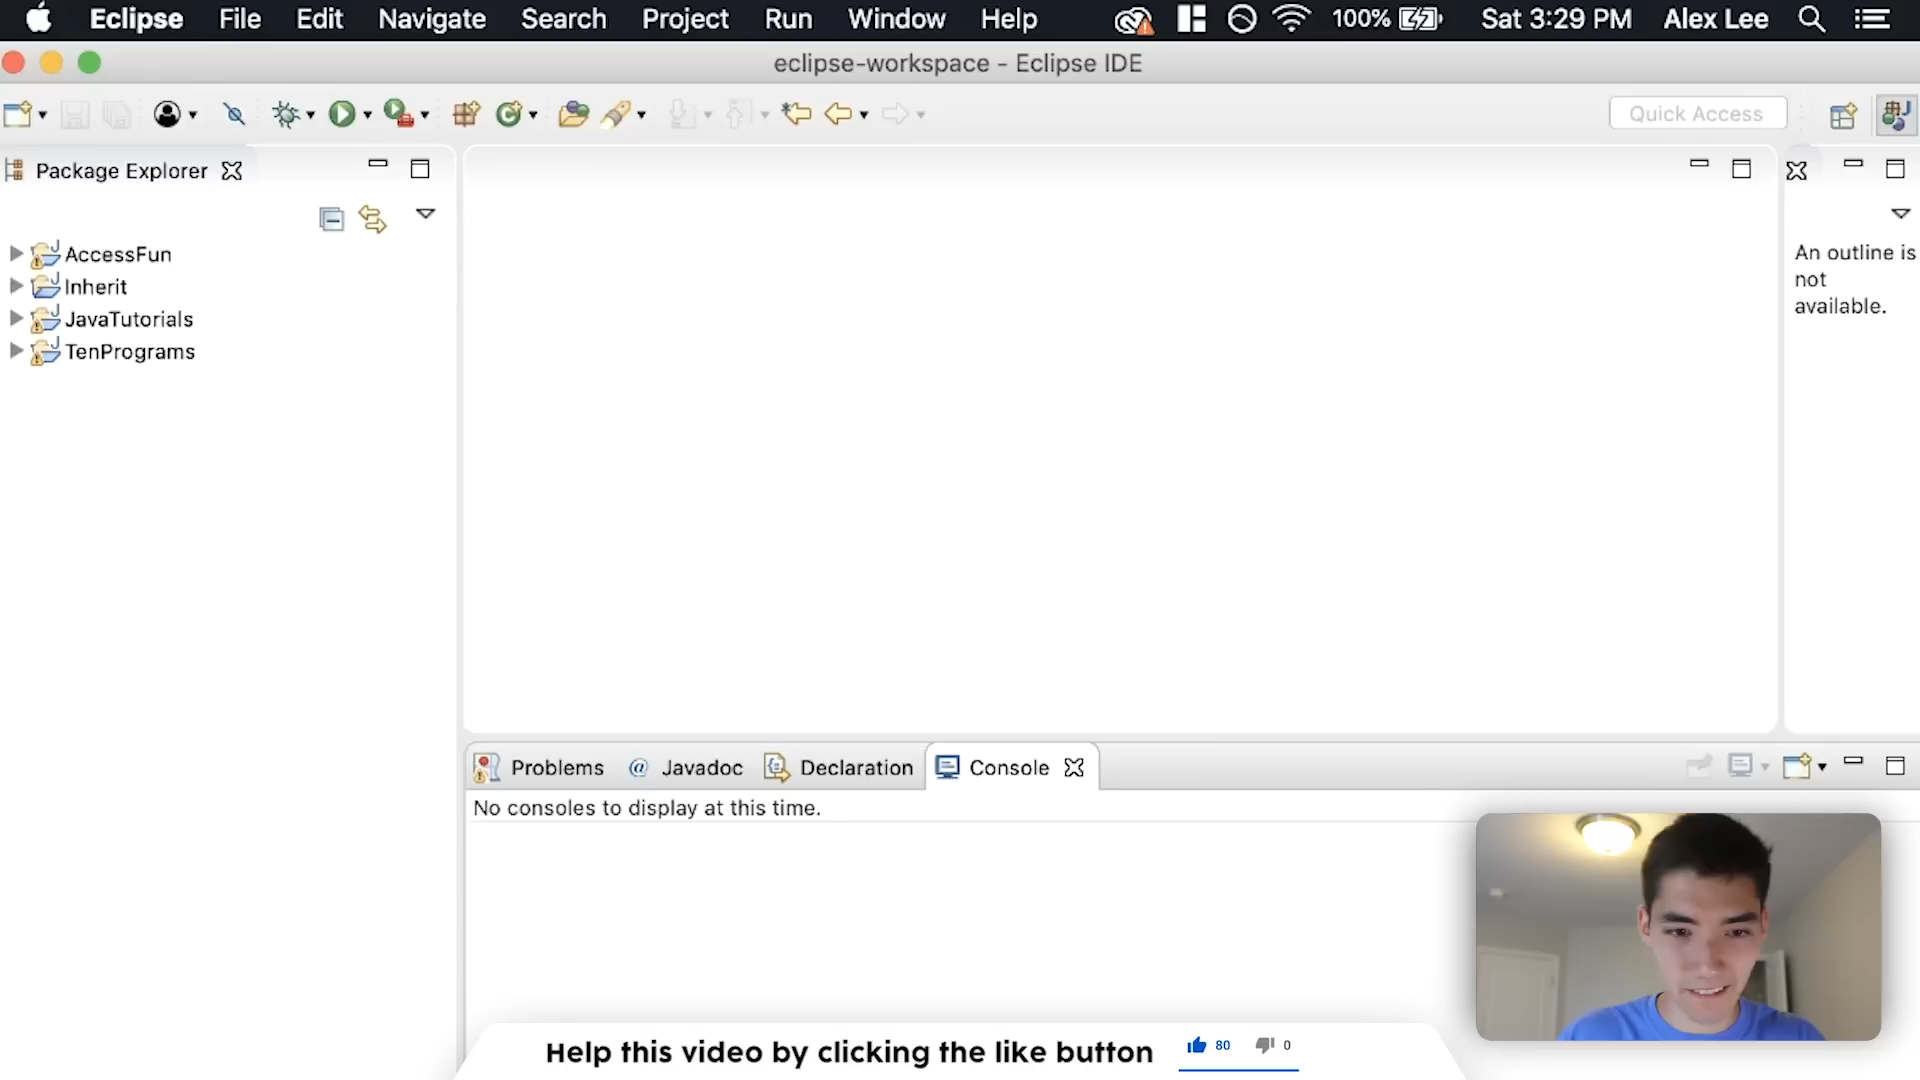 Eclipse File Edit Navigate Search Project Run Window Help 100% Sat 3:29 PM Alex Lee
eclipse-workspace - Eclipse IDE
Quick Access
Package Explorer
AccessFun
Inherit
JavaTutorials
TenPrograms
An outline is
not
available.
Problems @ Javadoc Declaration Console
No consoles to display at this time.
Help this video by clicking the like button 80 0